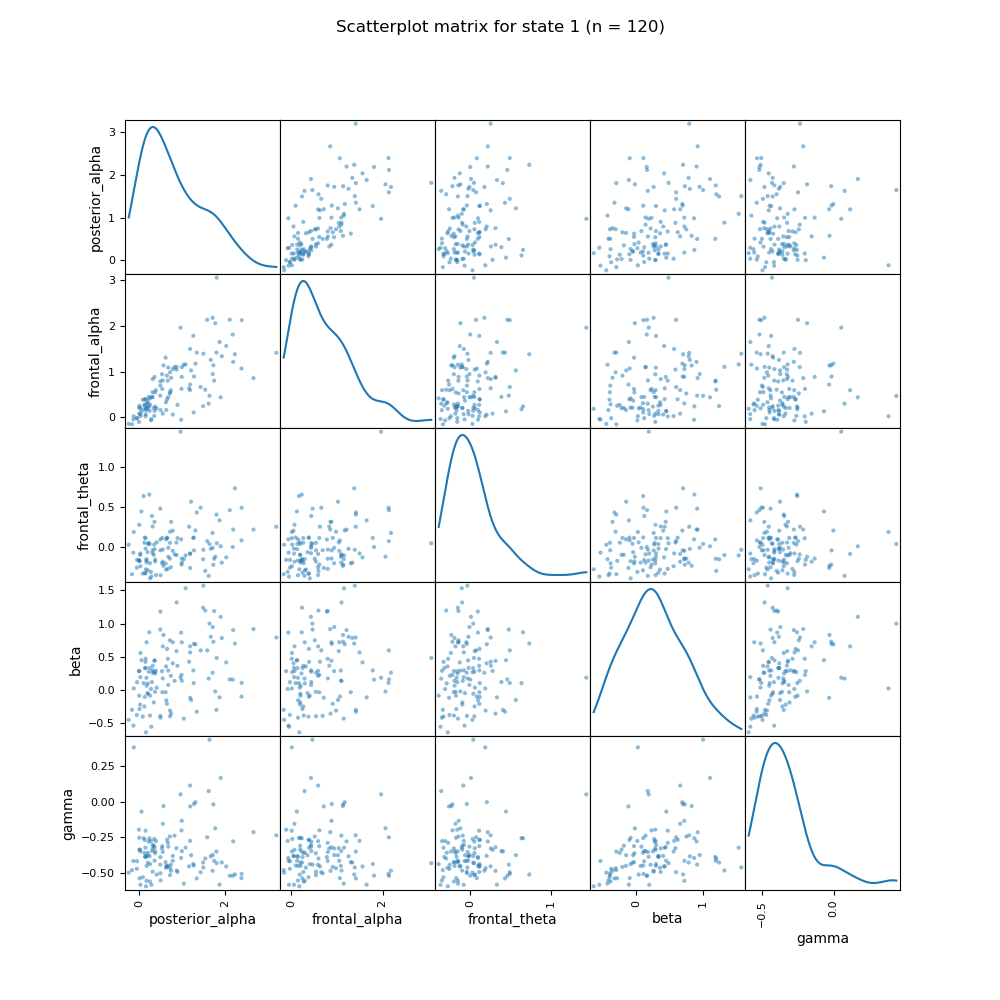 Scatterplot matrix for state 1 (n = 120)
posterior_alpha
3
2
1
0
frontal_alpha
3
2
1
0
frontal_theta
1.0
0.5
0.0
beta
1.5
1.0
0.5
0.0
−0.5
gamma
0.25
0.00
−0.25
−0.50
0 2 0 2 0 1 0 1 −0.5 0.0
posterior_alpha frontal_alpha frontal_theta beta gamma